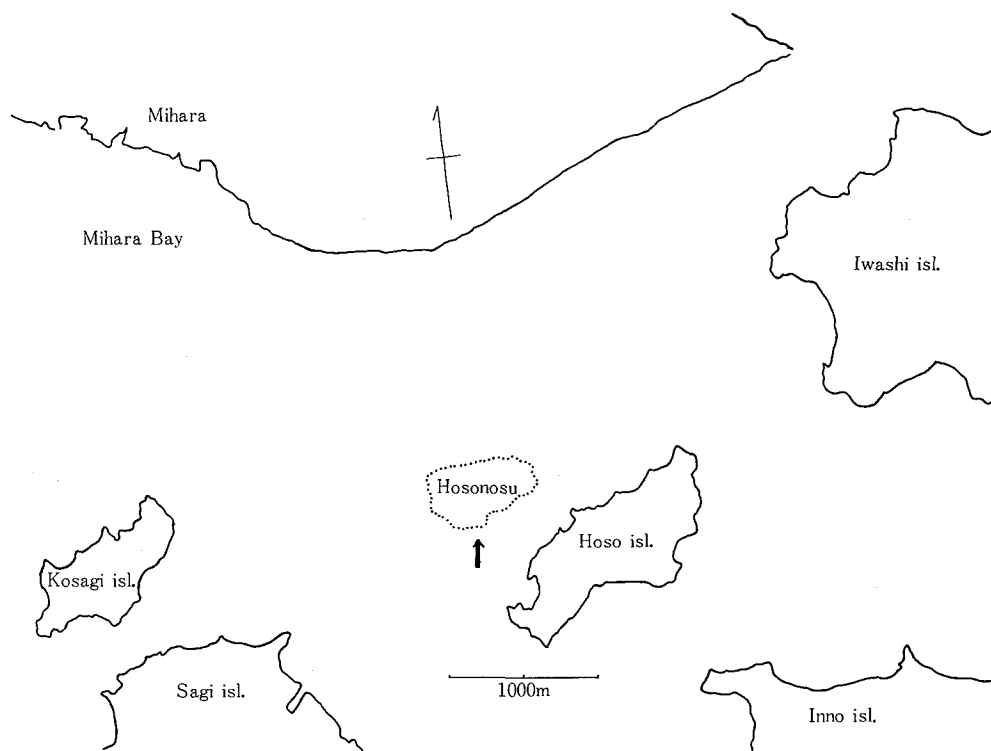 Mihara
Mihara Bay
Iwashi isl.
Hosonosu
Hoso isl.
Kosagi isl.
Sagi isl.
1000m
Inno isl.